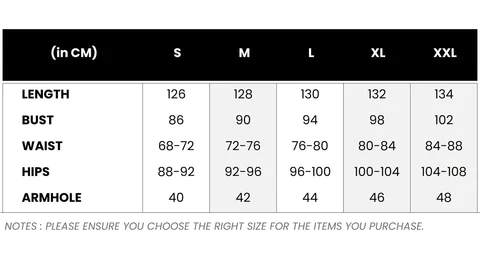 (in CM) S M L XL XXL
LENGTH 126 128 130 132 134
BUST 86 90 94 98 102
WAIST 68-72 72-76 76-80 80-84 84-88
HIPS 88-92 92-96 96-100 100-104 104-108
ARMHOLE 40 42 44 46 48
NOTES : PLEASE ENSURE YOU CHOOSE THE RIGHT SIZE FOR THE ITEMS YOU PURCHASE.